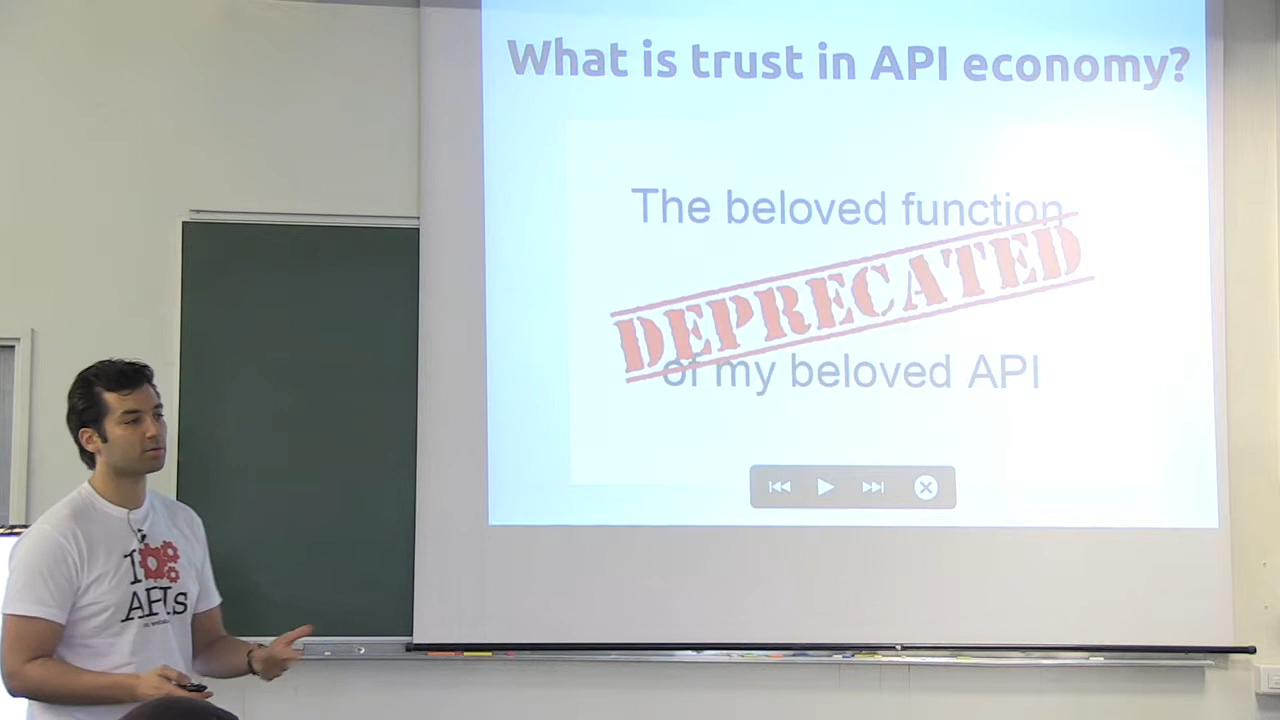 What is trust in API economy?
The beloved function
DEPRECATED
of my beloved API
I
APIs